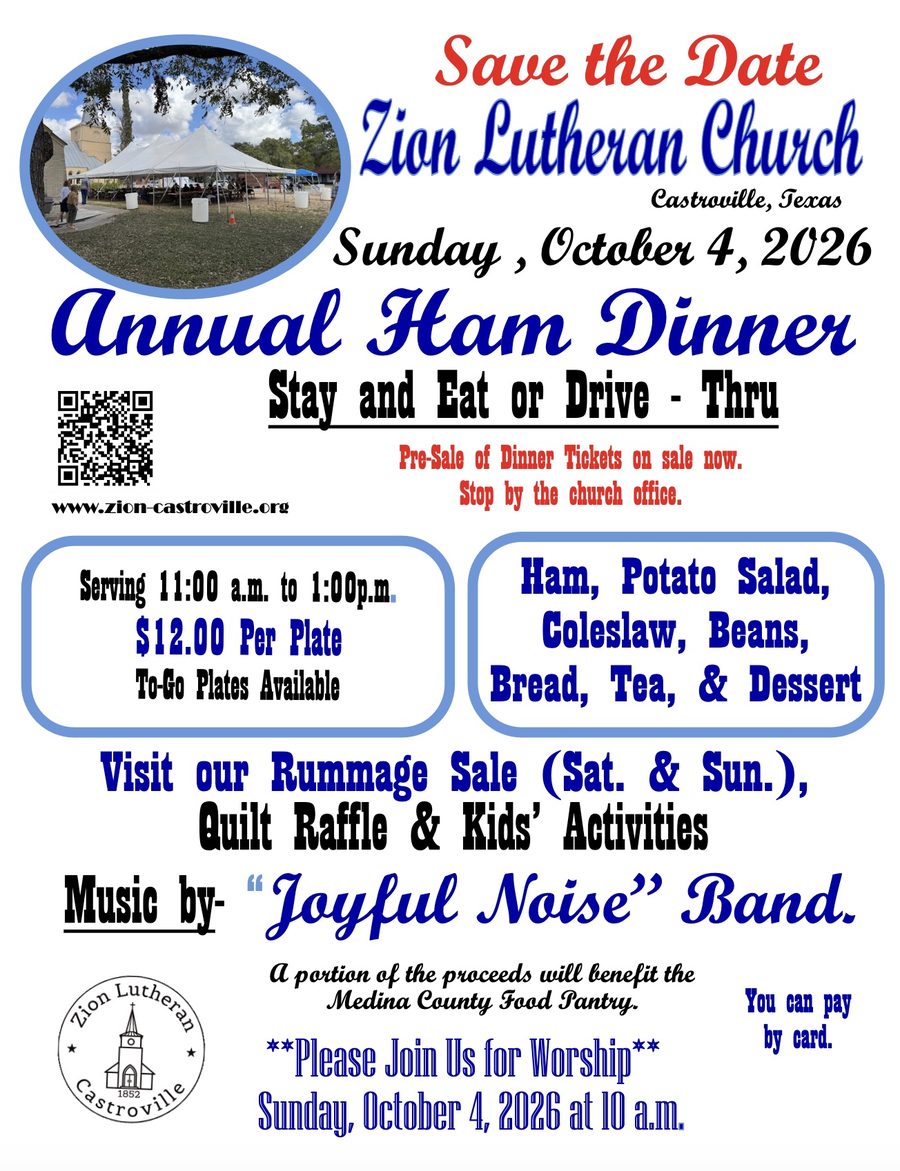 Save the Date
Zion Lutheran Church
Castroville, Texas
Sunday , October 4, 2026
Annual Ham Dinner
Stay and Eat or Drive - Thru
Pre-Sale of Dinner Tickets on sale now.
Stop by the church office.
www.zion-castroville.org
Serving 11:00 a.m. to 1:00p.m.
$12.00 Per Plate
To-Go Plates Available
Ham, Potato Salad,
Coleslaw, Beans,
Bread, Tea, & Dessert
Visit our Rummage Sale (Sat. & Sun.),
Quilt Raffle & Kids’ Activities
Music by- “Joyful Noise” Band.
A portion of the proceeds will benefit the
Medina County Food Pantry.
You can pay
by card.
Zion Lutheran
1852
Castroville
**Please Join Us for Worship**
Sunday, October 4, 2026 at 10 a.m.